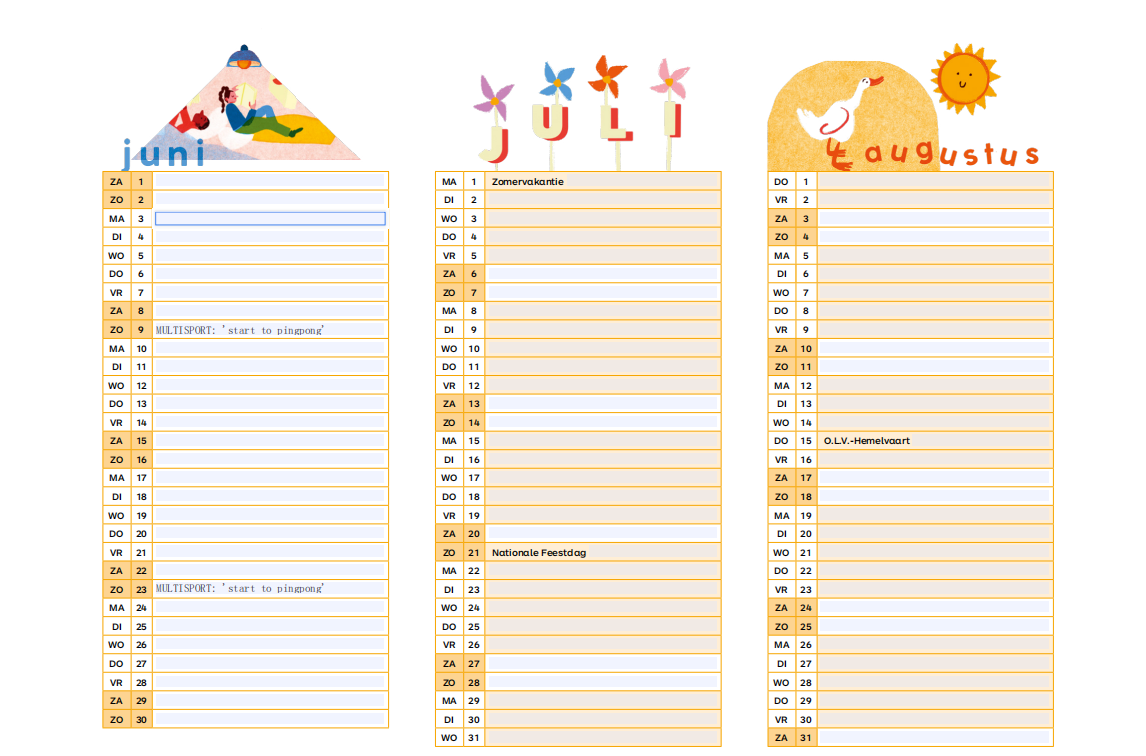 juni
ZA 1
ZO 2
MA 3
DI 4
WO 5
DO 6
VR 7
ZA 8
ZO 9 MULTISPORT: 'start to pingpong'
MA 10
DI 11
WO 12
DO 13
VR 14
ZA 15
ZO 16
MA 17
DI 18
WO 19
DO 20
VR 21
ZA 22
ZO 23 MULTISPORT: 'start to pingpong'
MA 24
DI 25
WO 26
DO 27
VR 28
ZA 29
ZO 30
JULI
MA 1 Zomervakantie
DI 2
WO 3
DO 4
VR 5
ZA 6
ZO 7
MA 8
DI 9
WO 10
DO 11
VR 12
ZA 13
ZO 14
MA 15
DI 16
WO 17
DO 18
VR 19
ZA 20
ZO 21 Nationale Feestdag
MA 22
DI 23
WO 24
DO 25
VR 26
ZA 27
ZO 28
MA 29
DI 30
WO 31
augustus
DO 1
VR 2
ZA 3
ZO 4
MA 5
DI 6
WO 7
DO 8
VR 9
ZA 10
ZO 11
MA 12
DI 13
WO 14
DO 15 O.L.V.-Hemelvaart
VR 16
ZA 17
ZO 18
MA 19
DI 20
WO 21
DO 22
VR 23
ZA 24
ZO 25
MA 26
DI 27
WO 28
DO 29
VR 30
ZA 31